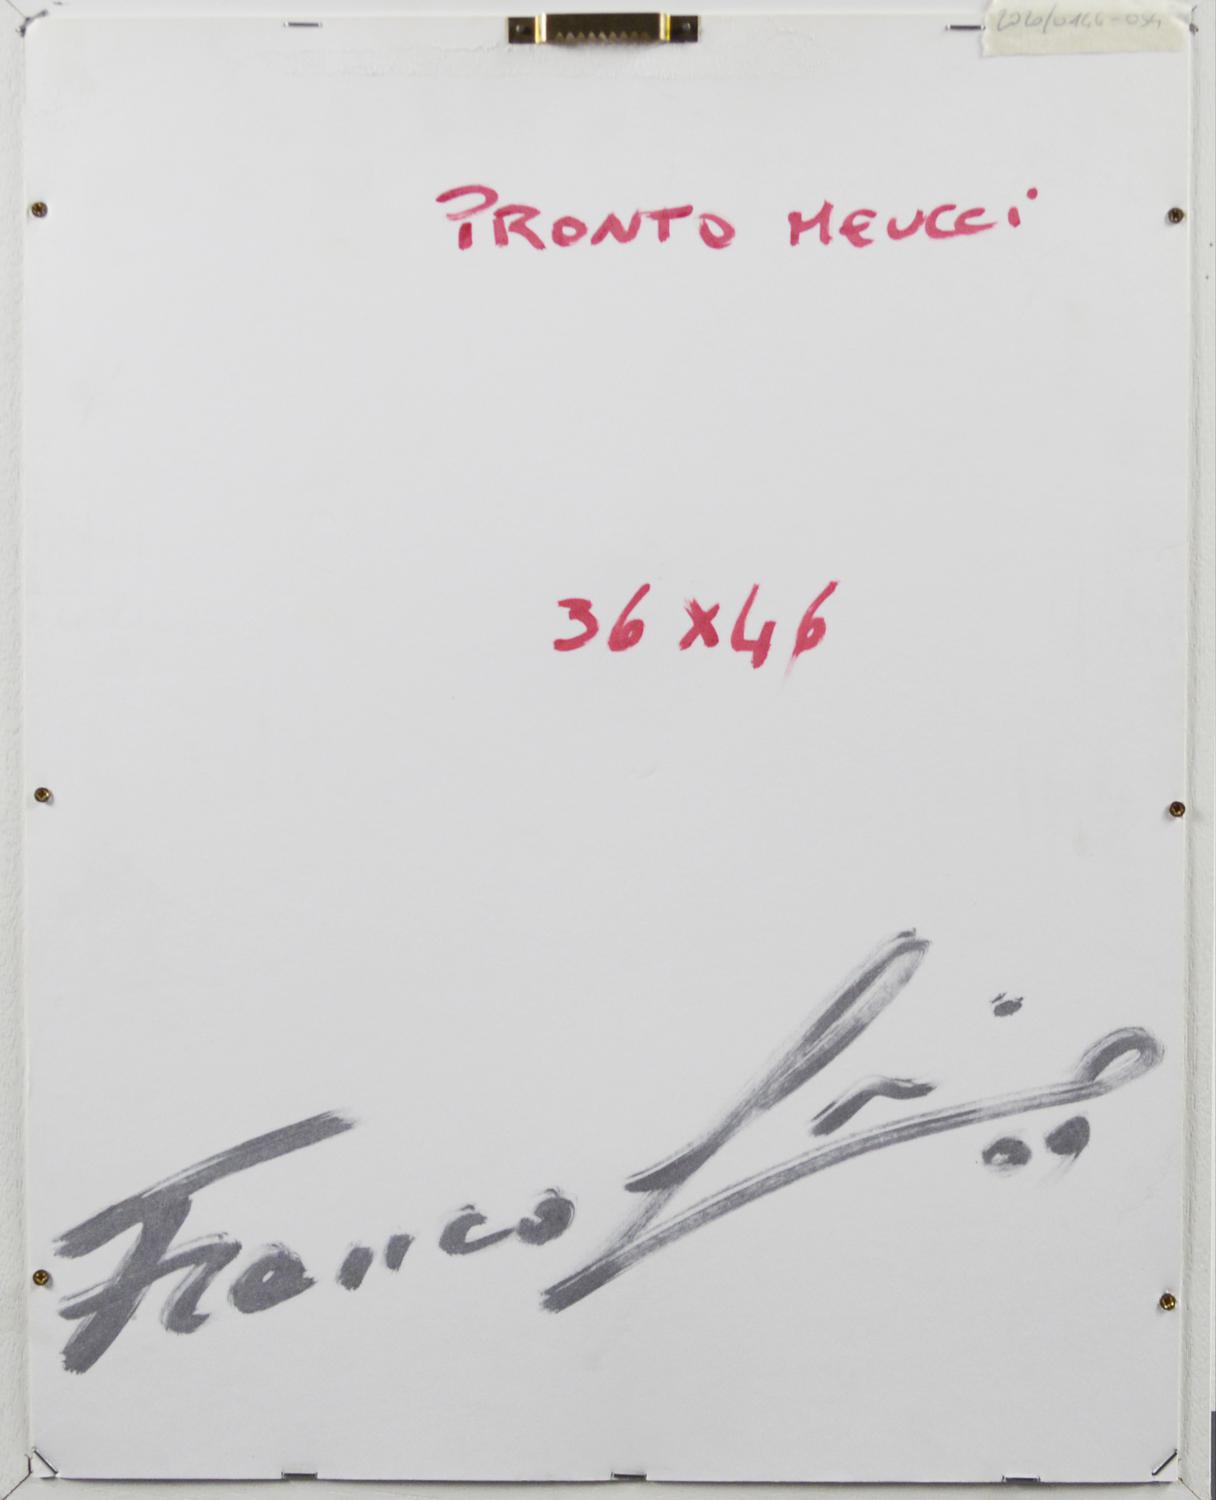 PRONTO MEUCCi
36 x 46
Franco
09